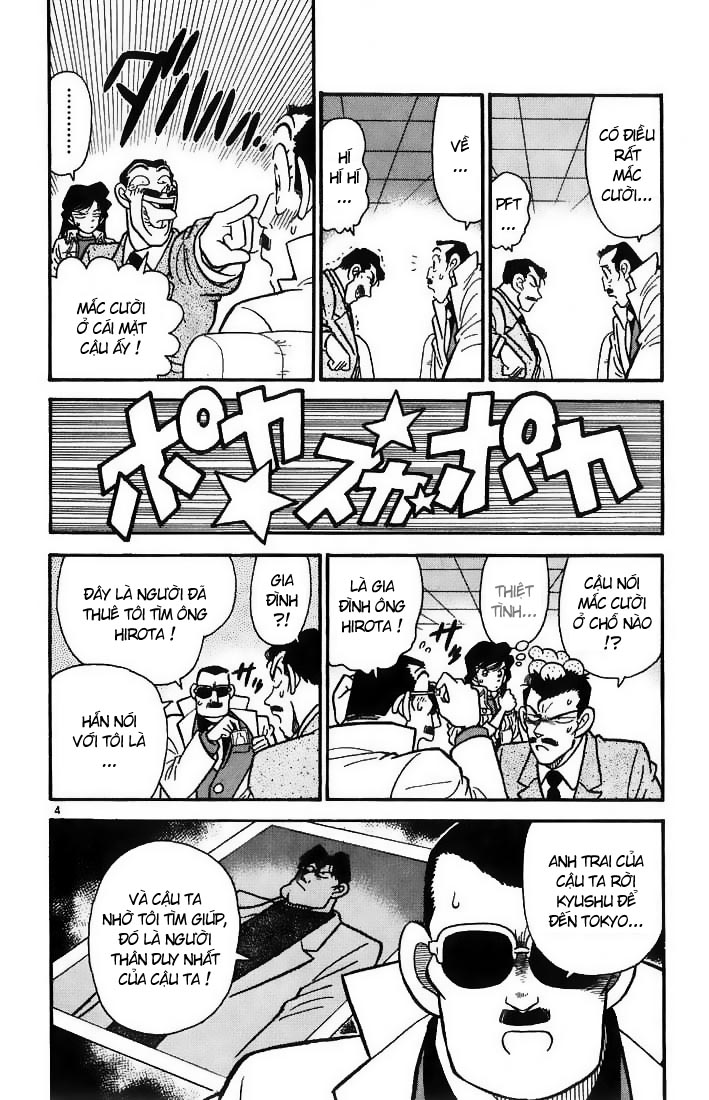 CÓ ĐIỀU
RẤT
MẮC
CƯỜI...
PFT
...
VỀ
...
HÍ
HÍ HÍ
...
ダハハハ
.........
MẮC CƯỜI
Ở CÁI MẶT
CẬU ẤY !
ポカ☆ズカ☆ポカ
CẬU NÓI
MẮC CƯỜI
Ở CHỖ NÀO
!?
THIỆT
TÌNH...
LÀ GIA
ĐÌNH ÔNG
HIROTA !
GIA
ĐÌNH
?!
ĐÂY LÀ NGƯỜI ĐÃ
THUÊ TÔI TÌM ÔNG
HIROTA !
HẮN NÓI
VỚI TÔI LÀ
...
4
ANH TRAI CỦA
CẬU TA RỜI
KYUSHU ĐỂ
ĐẾN TOKYO...
VÀ CẬU TA
NHỜ TÔI TÌM GIÚP,
ĐÓ LÀ NGƯỜI
THÂN DUY NHẤT
CỦA CẬU TA !